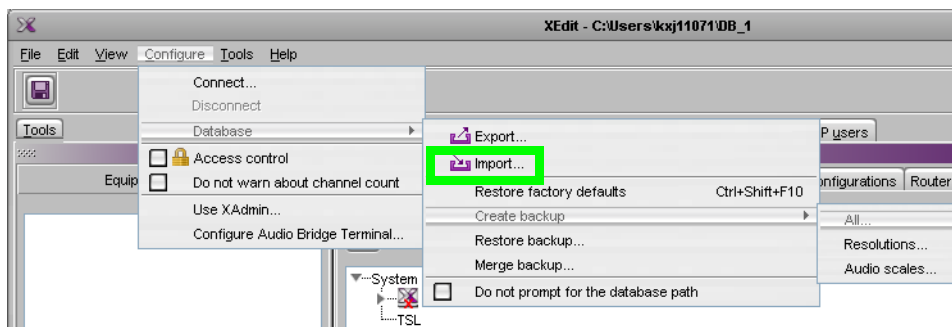 XEdit - C:\Users\kxj11071\DB_1
File Edit View Configure Tools Help
Connect...
Disconnect
Database
Access control
Do not warn about channel count
Use XAdmin...
Configure Audio Bridge Terminal...
Export...
Import...
Restore factory defaults Ctrl+Shift+F10
Create backup
Restore backup...
Merge backup...
Do not prompt for the database path
All...
Resolutions...
Audio scales...
Tools
P users
Equip
onfigurations Router
System
TSL